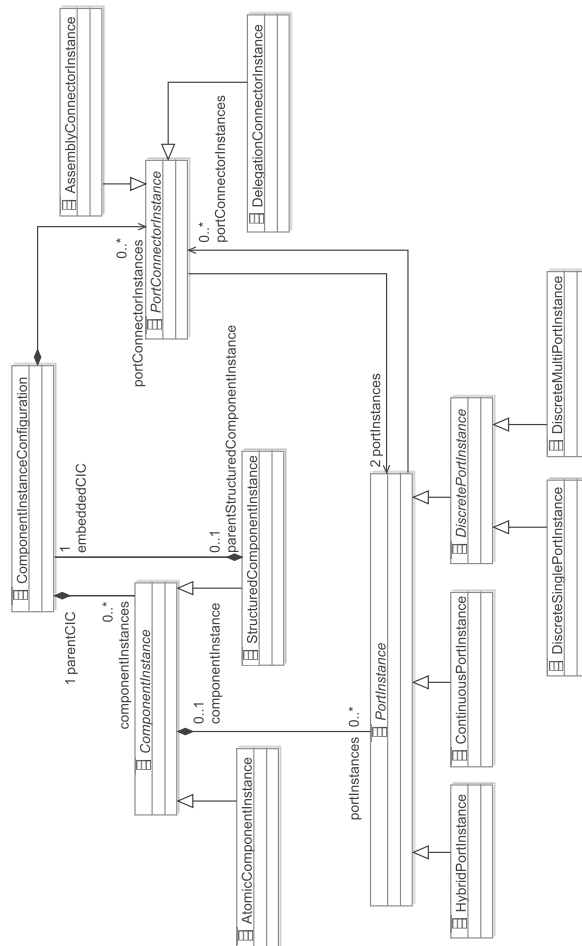 ComponentInstanceConfiguration
1 parentCIC
0..*
componentInstances
1
embeddedCIC
0..*
portConnectorInstances
AssemblyConnectorInstance
PortConnectorInstance
0..*
portConnectorInstances
DelegationConnectorInstance
ComponentInstance
0..1
parentStructuredComponentInstance
StructuredComponentInstance
AtomicComponentInstance
0..1
componentInstance
portInstances
0..*
2 portInstances
PortInstance
HybridPortInstance
ContinuousPortInstance
DiscretePortInstance
DiscreteSinglePortInstance
DiscreteMultiPortInstance